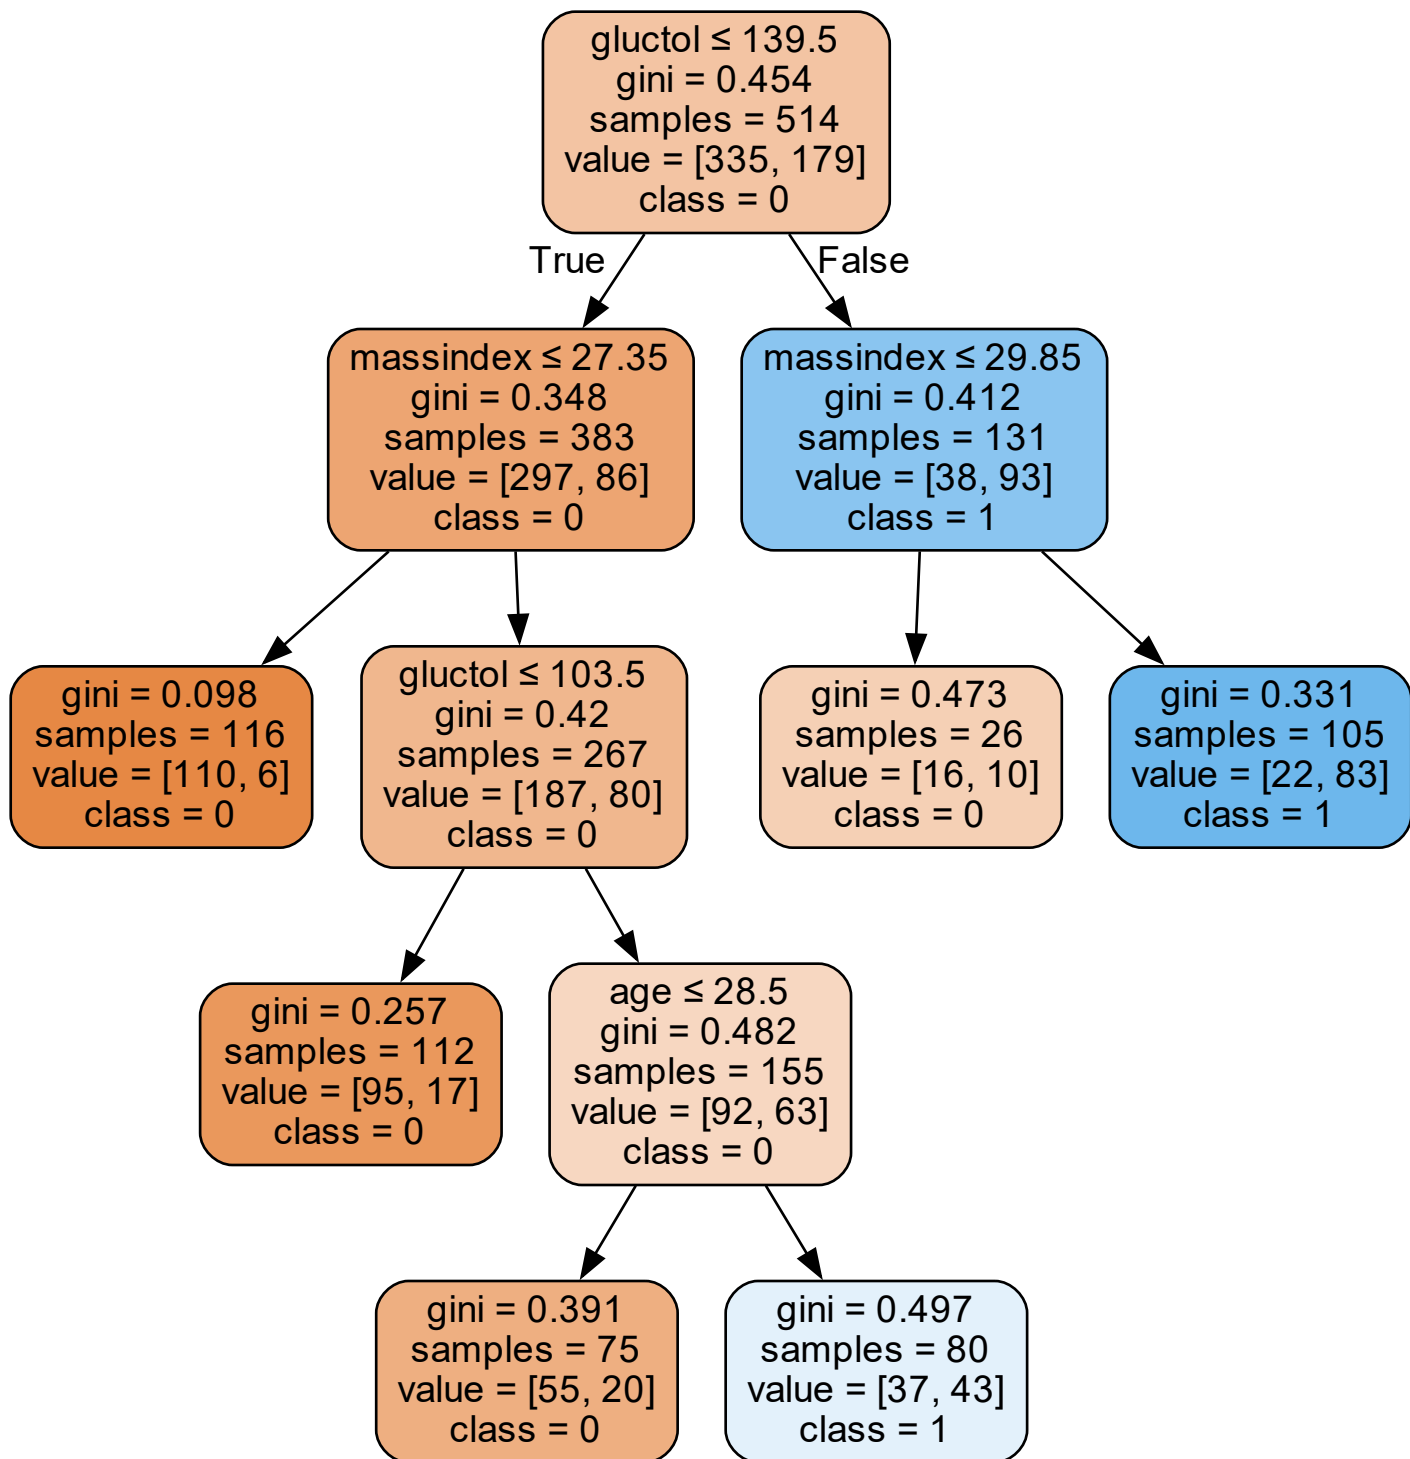 gluctol ≤ 139.5
gini = 0.454
samples = 514
value = [335, 179]
class = 0
True
False
massindex ≤ 27.35
gini = 0.348
samples = 383
value = [297, 86]
class = 0
massindex ≤ 29.85
gini = 0.412
samples = 131
value = [38, 93]
class = 1
gini = 0.098
samples = 116
value = [110, 6]
class = 0
gluctol ≤ 103.5
gini = 0.42
samples = 267
value = [187, 80]
class = 0
gini = 0.473
samples = 26
value = [16, 10]
class = 0
gini = 0.331
samples = 105
value = [22, 83]
class = 1
gini = 0.257
samples = 112
value = [95, 17]
class = 0
age ≤ 28.5
gini = 0.482
samples = 155
value = [92, 63]
class = 0
gini = 0.391
samples = 75
value = [55, 20]
class = 0
gini = 0.497
samples = 80
value = [37, 43]
class = 1